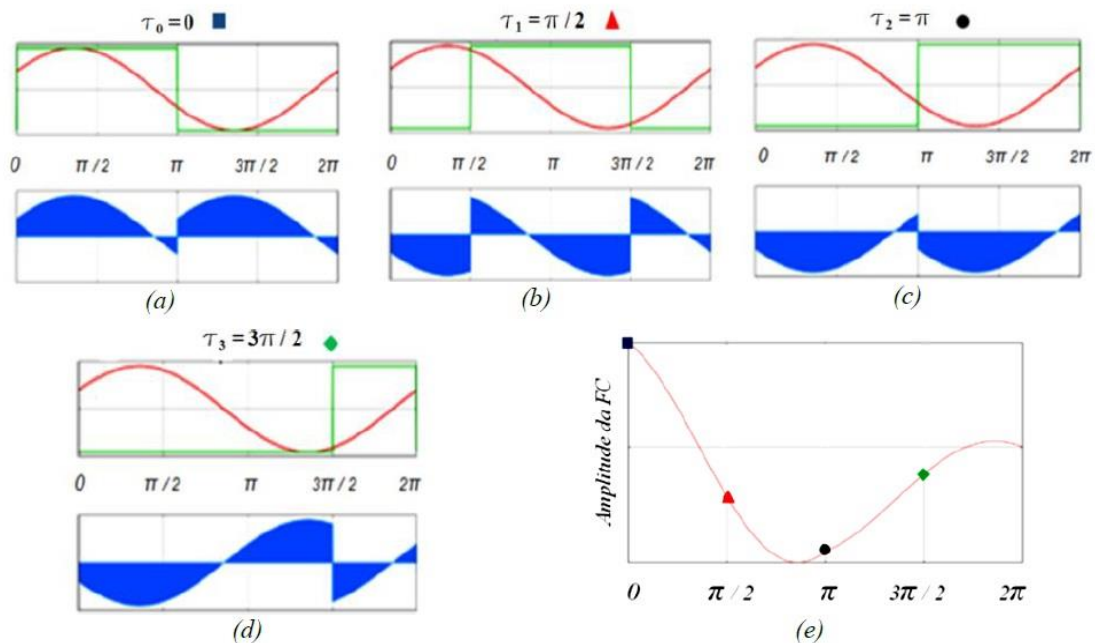 τ₀ = 0
τ₁ = π / 2
τ₂ = π
0 π / 2 π 3π / 2 2π
0 π / 2 π 3π / 2 2π
0 π / 2 π 3π / 2 2π
(a)
(b)
(c)
τ₃ = 3π / 2
0 π / 2 π 3π / 2 2π
(d)
Amplitude da FC
0 π / 2 π 3π / 2 2π
(e)